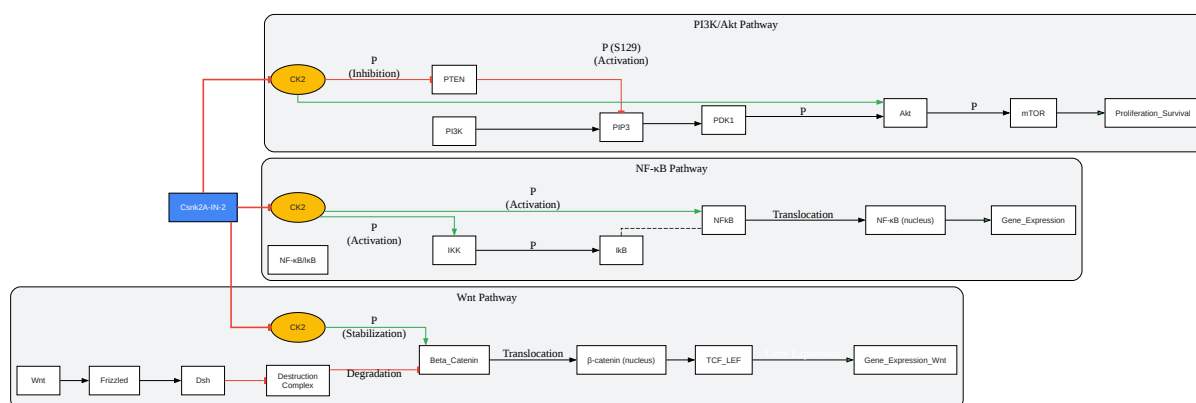 PI3K/Akt Pathway
P (S129)
(Activation)
P
(Inhibition)
CK2
PTEN
PI3K
PIP3
PDK1
P
Akt
P
mTOR
Proliferation_Survival
Csnk2A-IN-2
NF-κB Pathway
CK2
P
(Activation)
P
(Activation)
NF-κB/IκB
IKK
P
IkB
NFkB
Translocation
NF-κB (nucleus)
Gene_Expression
Wnt Pathway
CK2
P
(Stabilization)
Beta_Catenin
Translocation
β-catenin (nucleus)
TCF_LEF
Gene_Expression_Wnt
Wnt
Frizzled
Dsh
Destruction
Complex
Degradation